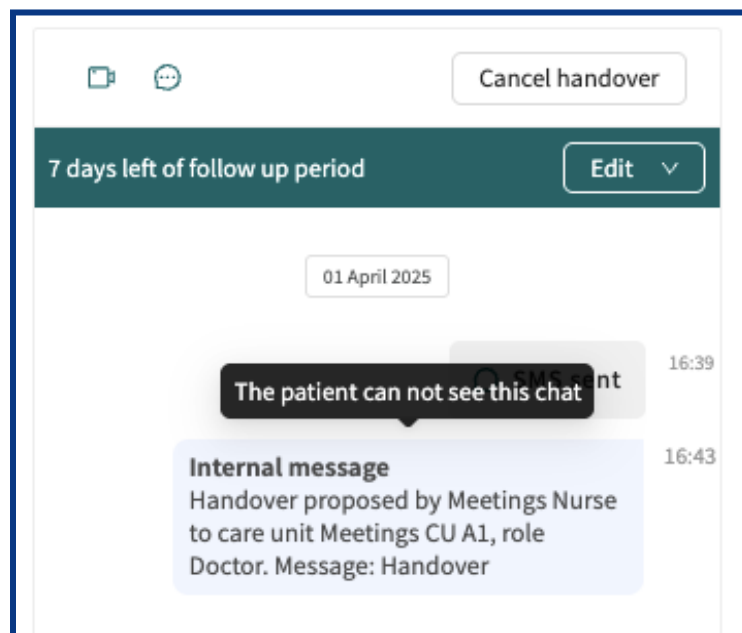 Cancel handover
7 days left of follow up period
Edit
01 April 2025
SMS sent
16:39
The patient can not see this chat
16:43
Internal message
Handover proposed by Meetings Nurse
to care unit Meetings CU A1, role
Doctor. Message: Handover